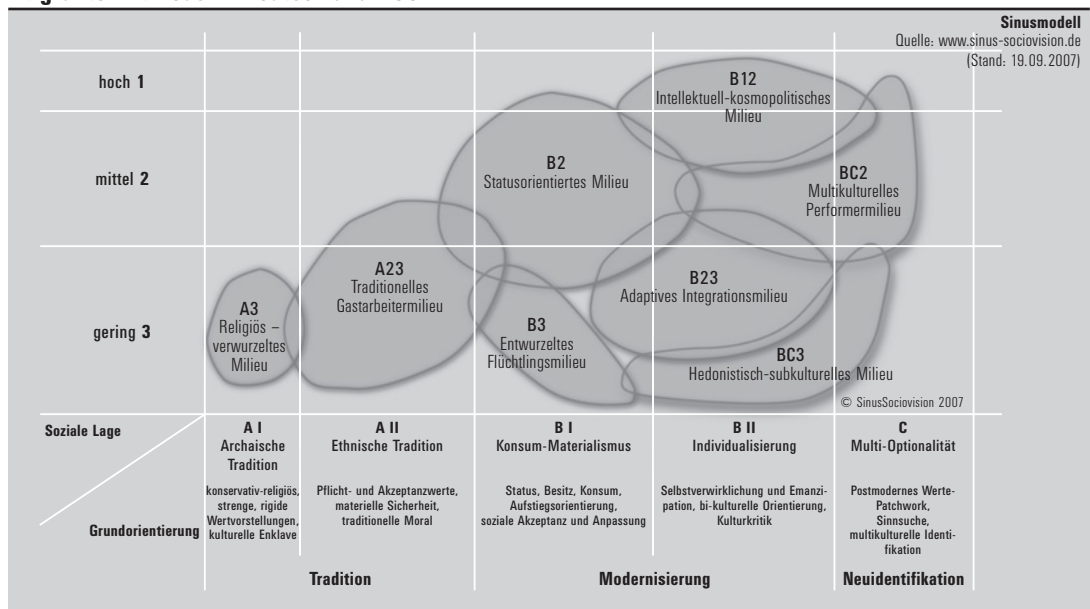 Sinusmodell
Quelle: www.sinus-sociovision.de
(Stand: 19.09.2007)
hoch 1
mittel 2
gering 3
B12
Intellektuell-kosmopolitisches
Milieu
B2
Statusorientiertes Milieu
BC2
Multikulturelles
Performermilieu
A23
Traditionelles
Gastarbeitermilieu
B23
Adaptives Integrationsmilieu
A3
Religiös –
verwurzeltes
Milieu
B3
Entwurzeltes
Flüchtlingsmilieu
BC3
Hedonistisch-subkulturelles Milieu
© SinusSociovision 2007
Soziale Lage
Grundorientierung
A I
Archaische
Tradition
konservativ-religiös,
strenge, rigide
Wertvorstellungen,
kulturelle Enklave
A II
Ethnische Tradition
Pflicht- und Akzeptanzwerte,
materielle Sicherheit,
traditionelle Moral
B I
Konsum-Materialismus
Status, Besitz, Konsum,
Aufstiegsorientierung,
soziale Akzeptanz und Anpassung
B II
Individualisierung
Selbstverwirklichung und Emanzi-
pation, bi-kulturelle Orientierung,
Kulturkritik
C
Multi-Optionalität
Postmodernes Werte-
Patchwork,
Sinnsuche,
multikulturelle Identi-
fikation
Tradition
Modernisierung
Neuidentifikation